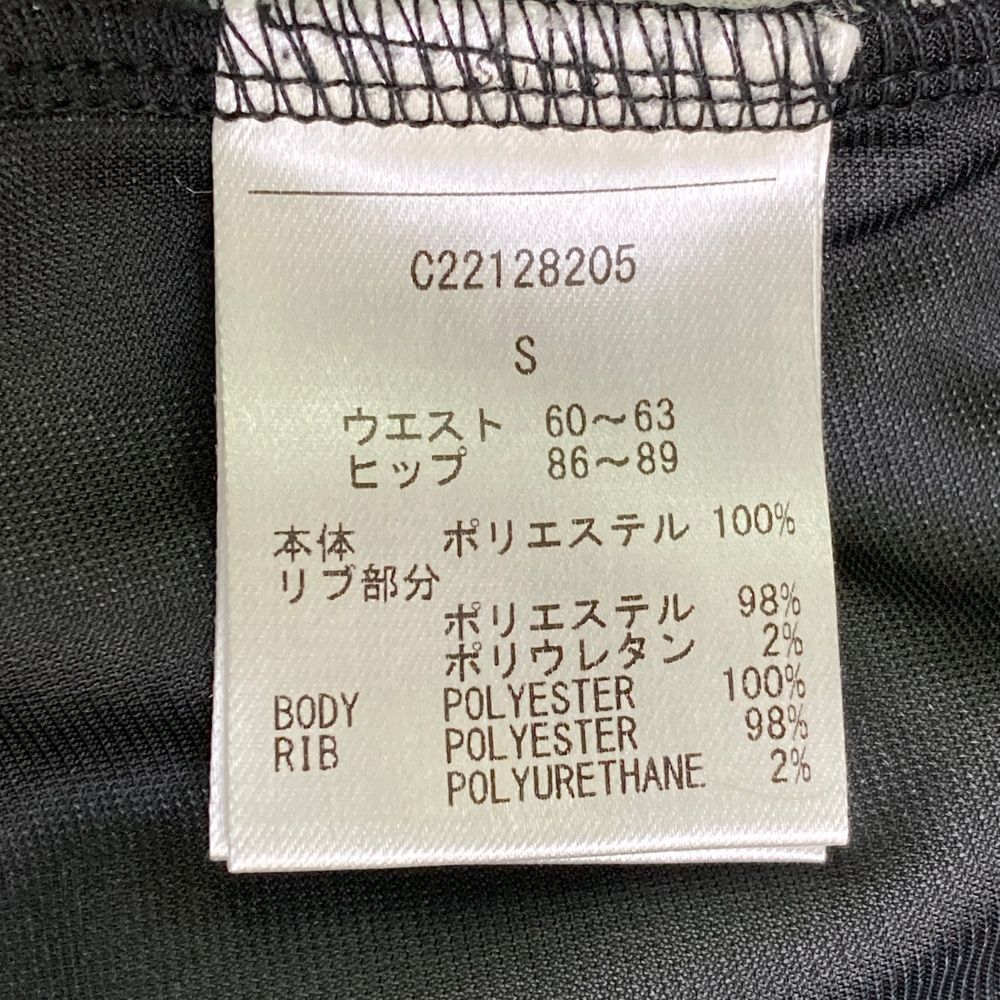 C22128205
S
ウエスト 60～63
ヒップ 86～89
本体 ポリエステル 100%
リブ部分
ポリエステル 98%
ポリウレタン 2%
BODY POLYESTER 100%
RIB POLYESTER 98%
POLYURETHANE 2%